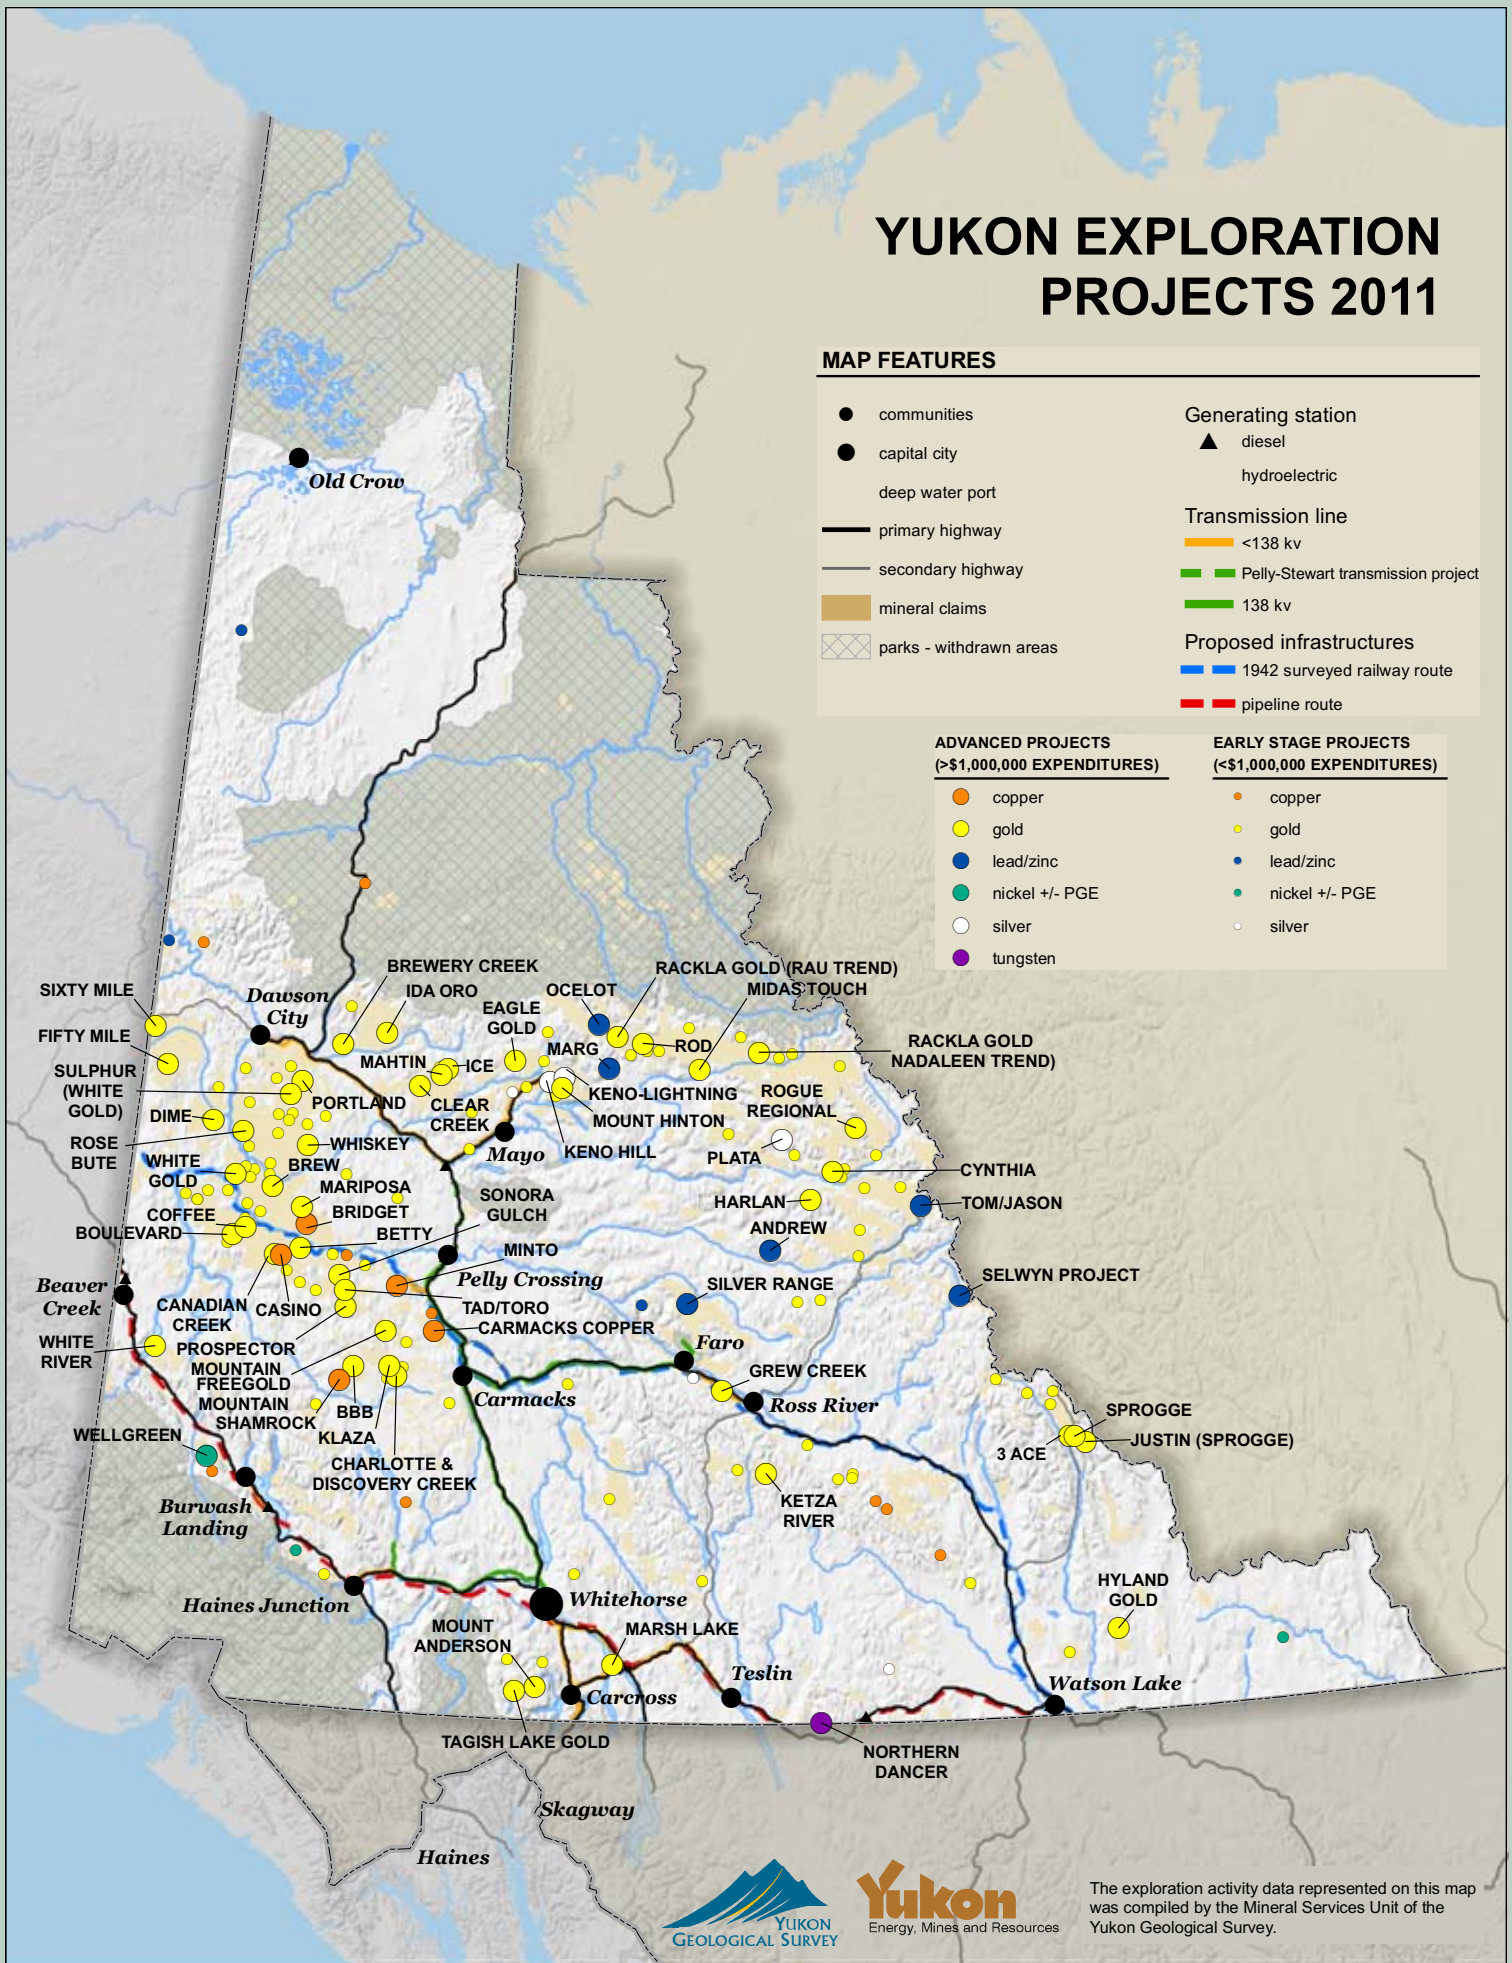 YUKON EXPLORATION
PROJECTS 2011
MAP FEATURES
communities
capital city
deep water port
primary highway
secondary highway
mineral claims
parks - withdrawn areas
Generating station
diesel
hydroelectric
Transmission line
<138 kv
Pelly-Stewart transmission project
138 kv
Proposed infrastructures
1942 surveyed railway route
pipeline route
ADVANCED PROJECTS
(>$1,000,000 EXPENDITURES)
copper
gold
lead/zinc
nickel +/- PGE
silver
tungsten
EARLY STAGE PROJECTS
(<$1,000,000 EXPENDITURES)
copper
gold
lead/zinc
nickel +/- PGE
silver
Old Crow
BREWERY CREEK
RACKLA GOLD (RAU TREND)
SIXTY MILE
IDA ORO
OCELOT
MIDAS TOUCH
Dawson
City
EAGLE
GOLD
FIFTY MILE
MARG
ROD
RACKLA GOLD
NADALEEN TREND)
MAHTIN
ICE
SULPHUR
(WHITE
GOLD)
PORTLAND
CLEAR
CREEK
KENO-LIGHTNING
ROGUE
REGIONAL
DIME
MOUNT HINTON
ROSE
BUTE
WHISKEY
Mayo
KENO HILL
PLATA
WHITE
GOLD
BREW
CYNTHIA
MARIPOSA
SONORA
GULCH
HARLAN
TOM/JASON
COFFEE
BRIDGET
BOULEVARD
BETTY
ANDREW
MINTO
Pelly Crossing
SELWYN PROJECT
Beaver
Creek
SILVER RANGE
CANADIAN
CREEK
CASINO
TAD/TORO
CARMACKS COPPER
WHITE
RIVER
PROSPECTOR
MOUNTAIN
Faro
FREEGOLD
MOUNTAIN
GREW CREEK
Carmacks
Ross River
SHAMROCK
BBB
SPROGGE
WELLGREEN
KLAZA
3 ACE
JUSTIN (SPROGGE)
CHARLOTTE &
DISCOVERY CREEK
KETZA
RIVER
Burwash
Landing
HYLAND
GOLD
Haines Junction
Whitehorse
MOUNT
ANDERSON
MARSH LAKE
Teslin
Watson Lake
Carcross
TAGISH LAKE GOLD
NORTHERN
DANCER
Skagway
Haines
YUKON
GEOLOGICAL SURVEY
Yukon
Energy, Mines and Resources
The exploration activity data represented on this map
was compiled by the Mineral Services Unit of the
Yukon Geological Survey.